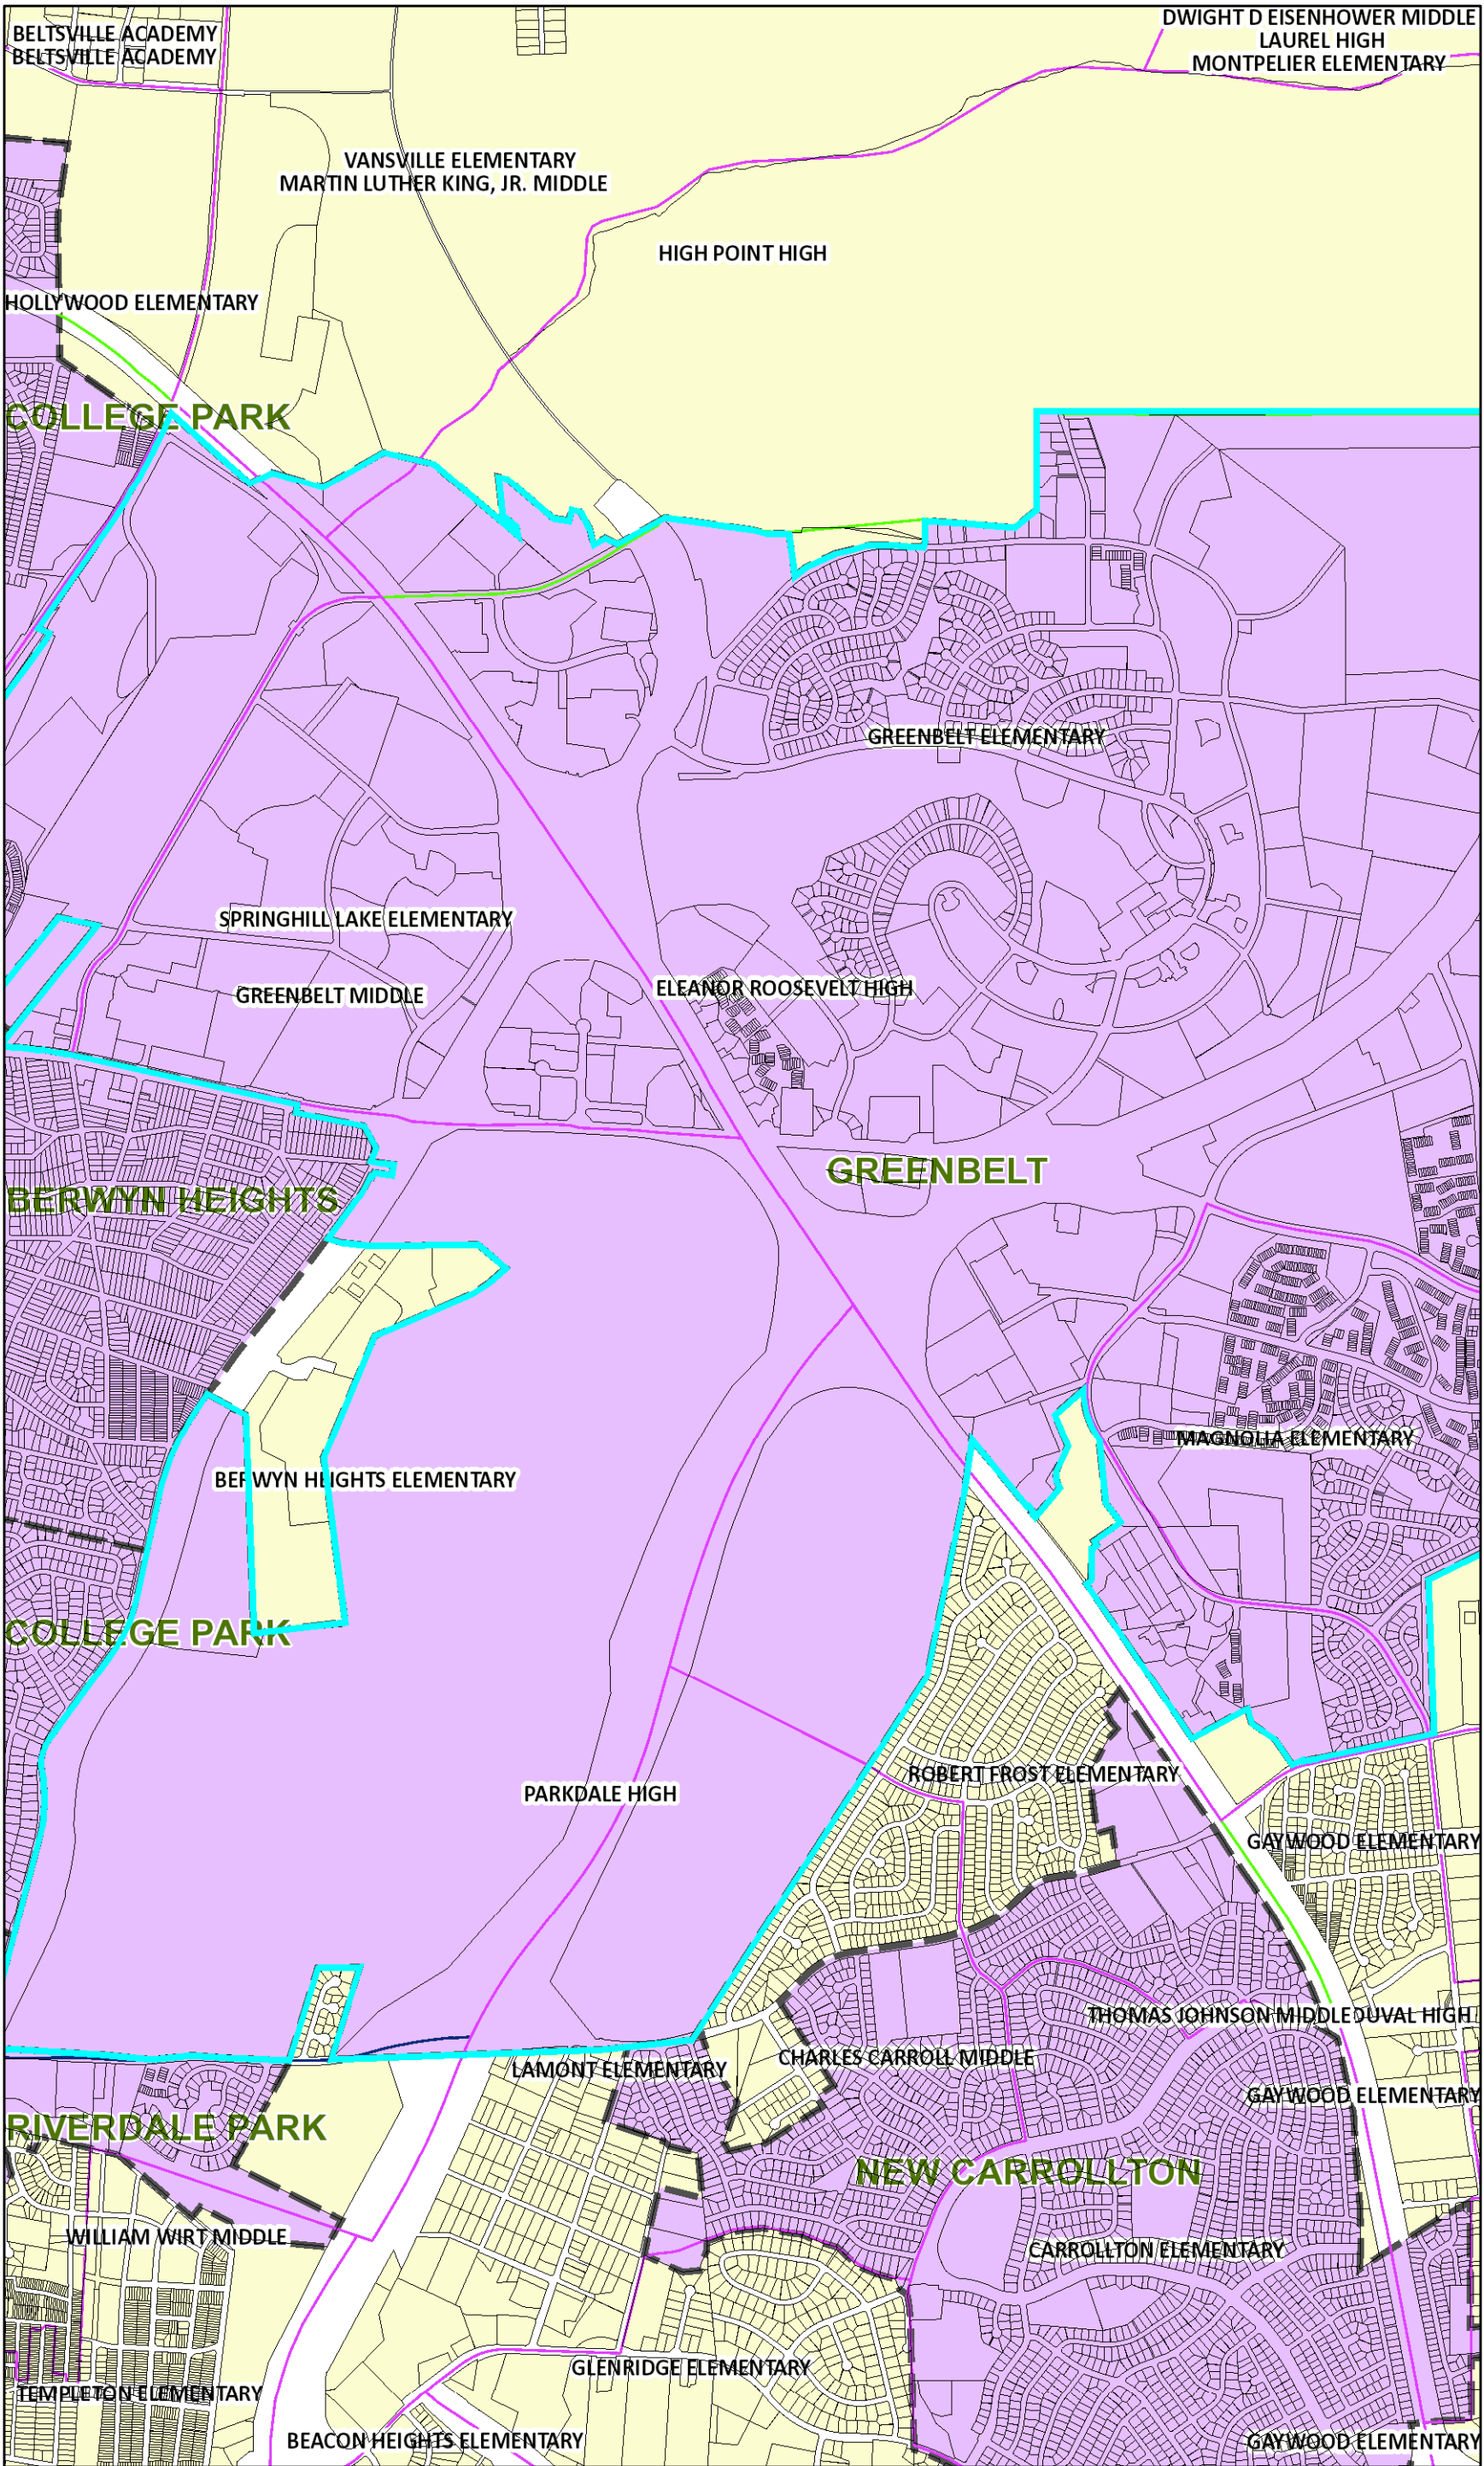 BELTSVILLE ACADEMY
BELTSVILLE ACADEMY
DWIGHT D EISENHOWER MIDDLE
LAUREL HIGH
MONTPELIER ELEMENTARY
VANSVILLE ELEMENTARY
MARTIN LUTHER KING, JR. MIDDLE
HIGH POINT HIGH
HOLLYWOOD ELEMENTARY
COLLEGE PARK
GREENBELT ELEMENTARY
SPRINGHILL LAKE ELEMENTARY
GREENBELT MIDDLE
ELEANOR ROOSEVELT HIGH
GREENBELT
BERWYN HEIGHTS
MAGNOLIA ELEMENTARY
BERWYN HEIGHTS ELEMENTARY
COLLEGE PARK
ROBERT FROST ELEMENTARY
PARKDALE HIGH
GAYWOOD ELEMENTARY
THOMAS JOHNSON MIDDLE
DUVAL HIGH
CHARLES CARROLL MIDDLE
LAMONT ELEMENTARY
GAYWOOD ELEMENTARY
RIVERDALE PARK
NEW CARROLLTON
WILLIAM WIRT MIDDLE
CARROLLTON ELEMENTARY
GLENRIDGE ELEMENTARY
TEMPLETON ELEMENTARY
BEACON HEIGHTS ELEMENTARY
GAYWOOD ELEMENTARY